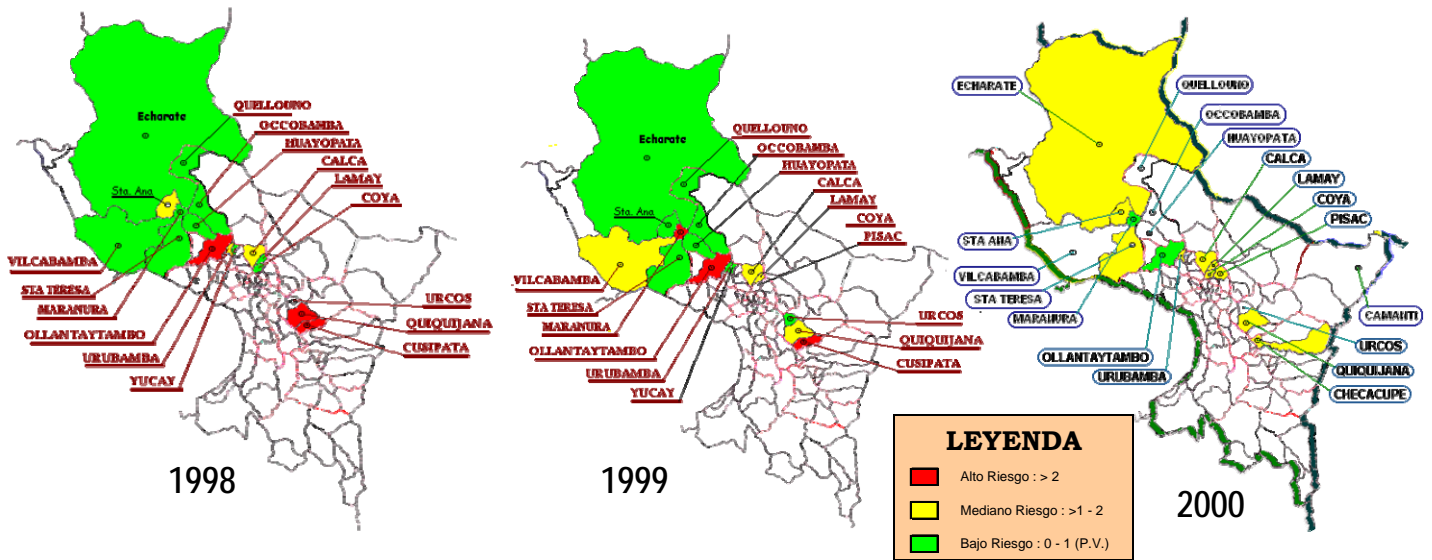 QUELLOUNO
OCCOBAMBA
HUAYOPATA
CALCA
LAMAY
COYA
Echarate
Sta. Ana.
VILCABAMBA
STA TERESA
MARANURA
OLLANTAYTAMBO
URUBAMBA
YUCAY
URCOS
QUIQUIJANA
CUSIPATA
1998
QUELLOUNO
OCCOBAMBA
HUAYOPATA
CALCA
LAMAY
COYA
PISAC
Echarate
Sta. Ana.
VILCABAMBA
STA TERESA
MARANURA
OLLANTAYTAMBO
URUBAMBA
YUCAY
URCOS
QUIQUIJANA
CUSIPATA
1999
ECHARATE
QUELLOUNO
OCCOBAMBA
HUAYOPATA
CALCA
LAMAY
COYA
PISAC
STA ANA
VILCABAMBA
STA TERESA
MARANURA
OLLANTAYTAMBO
URUBAMBA
CAMANTI
URCOS
QUIQUIJANA
CHECACUPE
2000
LEYENDA
Alto Riesgo : > 2
Mediano Riesgo : >1 - 2
Bajo Riesgo : 0 - 1 (P.V.)